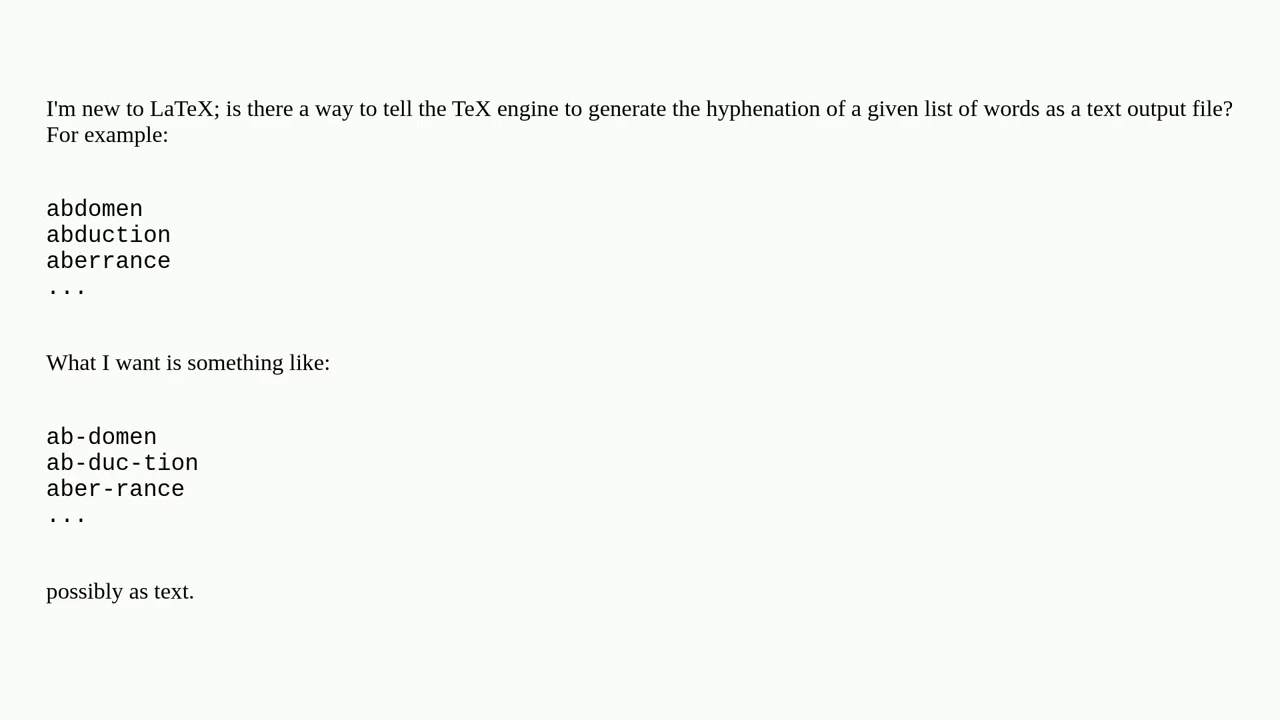 I'm new to LaTeX; is there a way to tell the TeX engine to generate the hyphenation of a given list of words as a text output file?
For example:
abdomen
abduction
aberrance
...
What I want is something like:
ab-domen
ab-duc-tion
aber-rance
...
possibly as text.